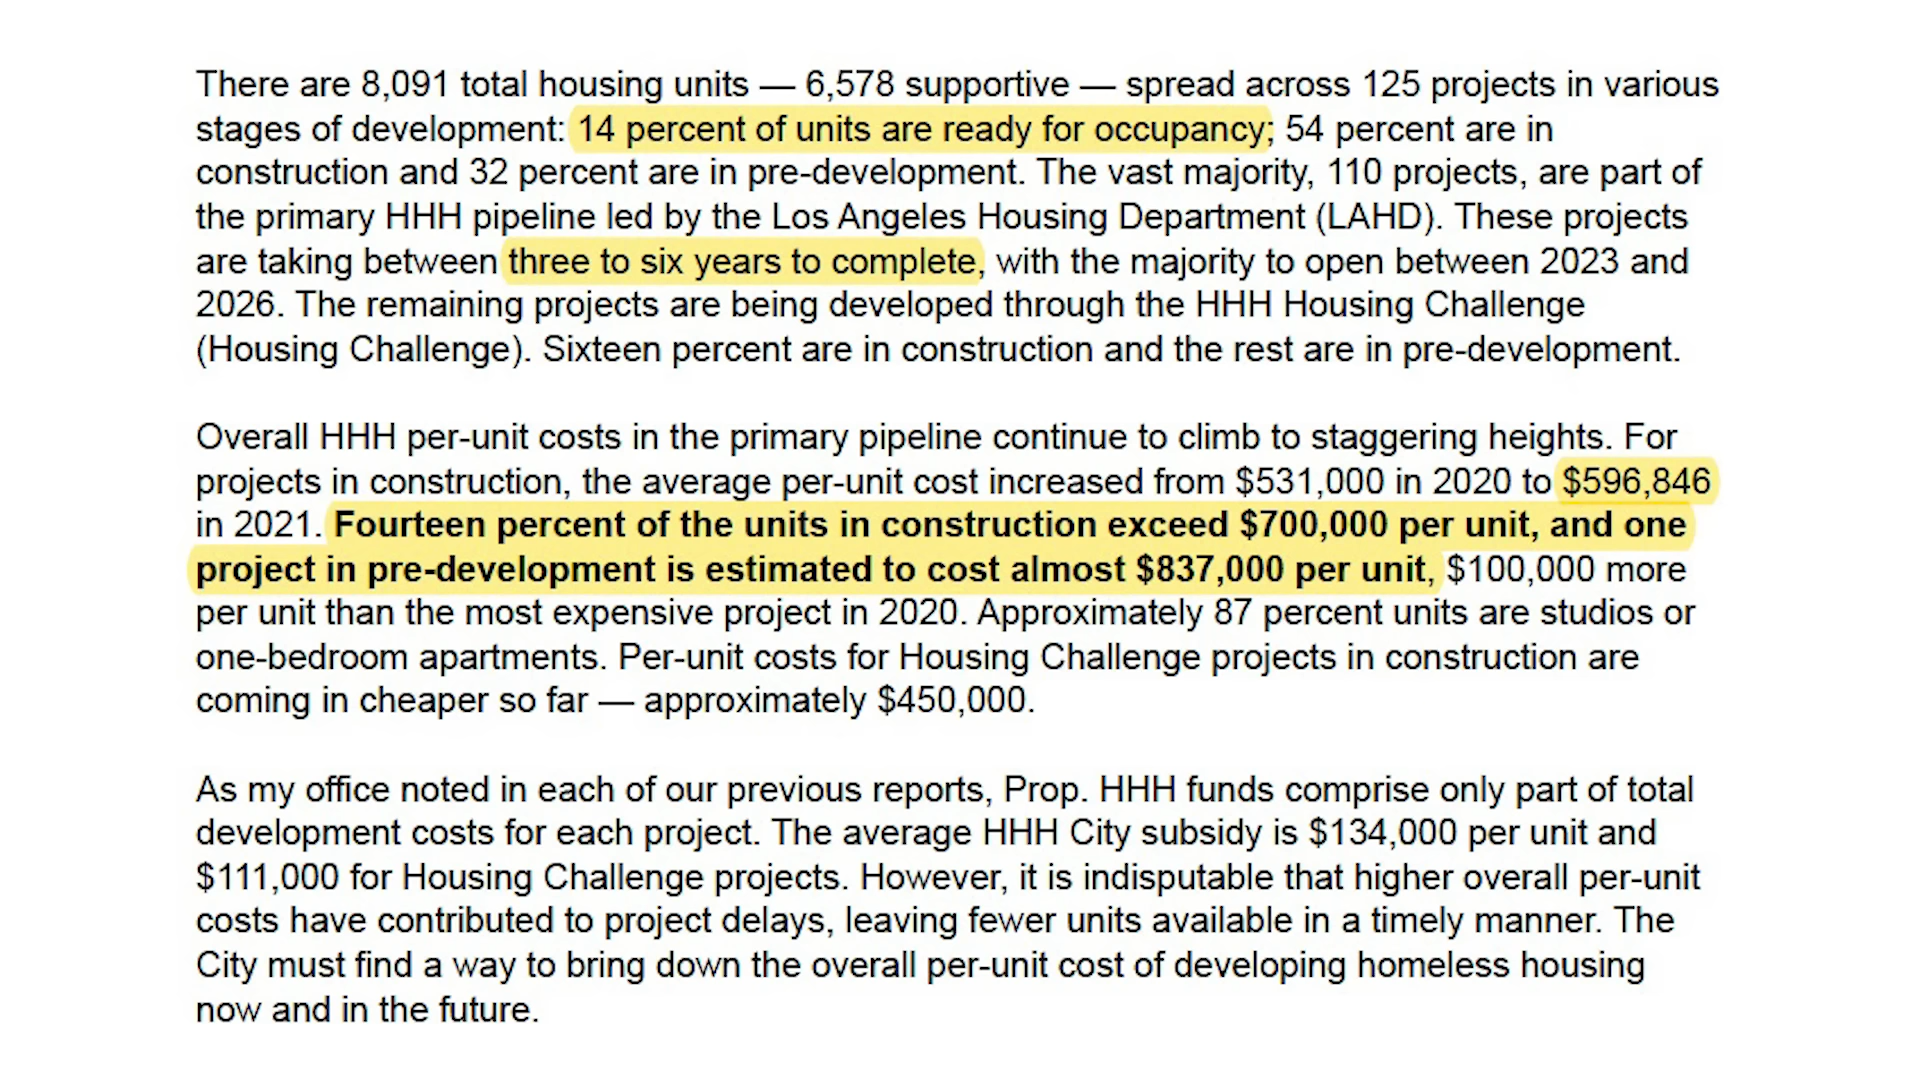 There are 8,091 total housing units — 6,578 supportive — spread across 125 projects in various
stages of development: 14 percent of units are ready for occupancy; 54 percent are in
construction and 32 percent are in pre-development. The vast majority, 110 projects, are part of
the primary HHH pipeline led by the Los Angeles Housing Department (LAHD). These projects
are taking between three to six years to complete, with the majority to open between 2023 and
2026. The remaining projects are being developed through the HHH Housing Challenge
(Housing Challenge). Sixteen percent are in construction and the rest are in pre-development.
Overall HHH per-unit costs in the primary pipeline continue to climb to staggering heights. For
projects in construction, the average per-unit cost increased from $531,000 in 2020 to $596,846
in 2021. Fourteen percent of the units in construction exceed $700,000 per unit, and one
project in pre-development is estimated to cost almost $837,000 per unit, $100,000 more
per unit than the most expensive project in 2020. Approximately 87 percent units are studios or
one-bedroom apartments. Per-unit costs for Housing Challenge projects in construction are
coming in cheaper so far — approximately $450,000.
As my office noted in each of our previous reports, Prop. HHH funds comprise only part of total
development costs for each project. The average HHH City subsidy is $134,000 per unit and
$111,000 for Housing Challenge projects. However, it is indisputable that higher overall per-unit
costs have contributed to project delays, leaving fewer units available in a timely manner. The
City must find a way to bring down the overall per-unit cost of developing homeless housing
now and in the future.